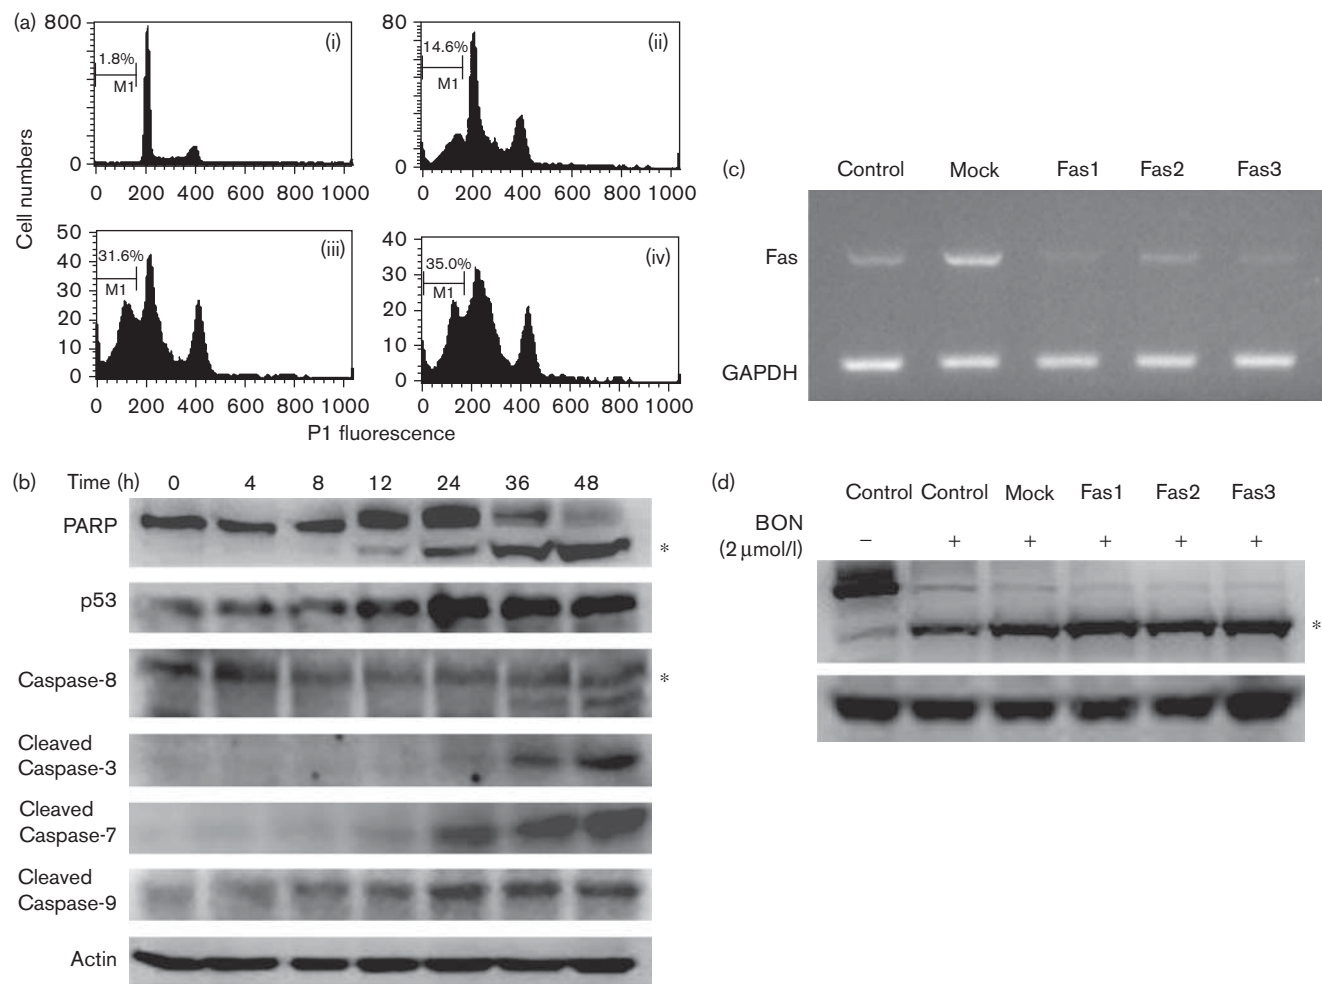 (a)
Cell numbers
800
0
1.8%
M1
(i)
0 200 400 600 800 1000
80
0
14.6%
M1
(ii)
0 200 400 600 800 1000
50
40
30
20
10
0
31.6%
M1
(iii)
0 200 400 600 800 1000
40
30
20
10
0
35.0%
M1
(iv)
0 200 400 600 800 1000
P1 fluorescence
(b) Time (h) 0 4 8 12 24 36 48
PARP
*
p53
Caspase-8
*
Cleaved
Caspase-3
Cleaved
Caspase-7
Cleaved
Caspase-9
Actin
(c) Control Mock Fas1 Fas2 Fas3
Fas
GAPDH
(d) Control Control Mock Fas1 Fas2 Fas3
BON
(2 μmol/l) − + + + + +
*